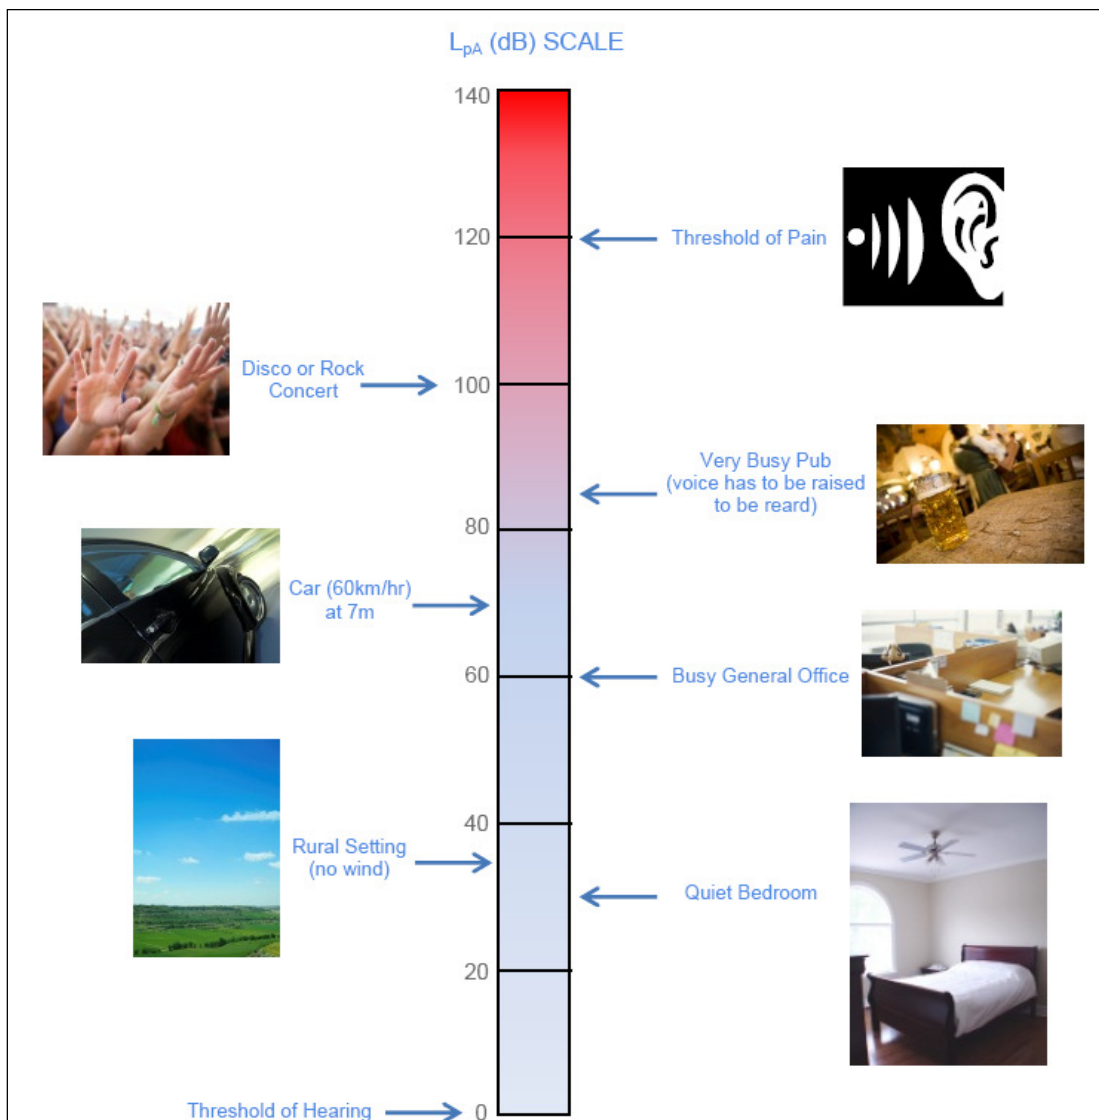 LpA (dB) SCALE
140
120
Threshold of Pain
Disco or Rock
Concert
100
Very Busy Pub
(voice has to be raised
to be reard)
80
Car (60km/hr)
at 7m
60
Busy General Office
40
Rural Setting
(no wind)
Quiet Bedroom
20
Threshold of Hearing
0